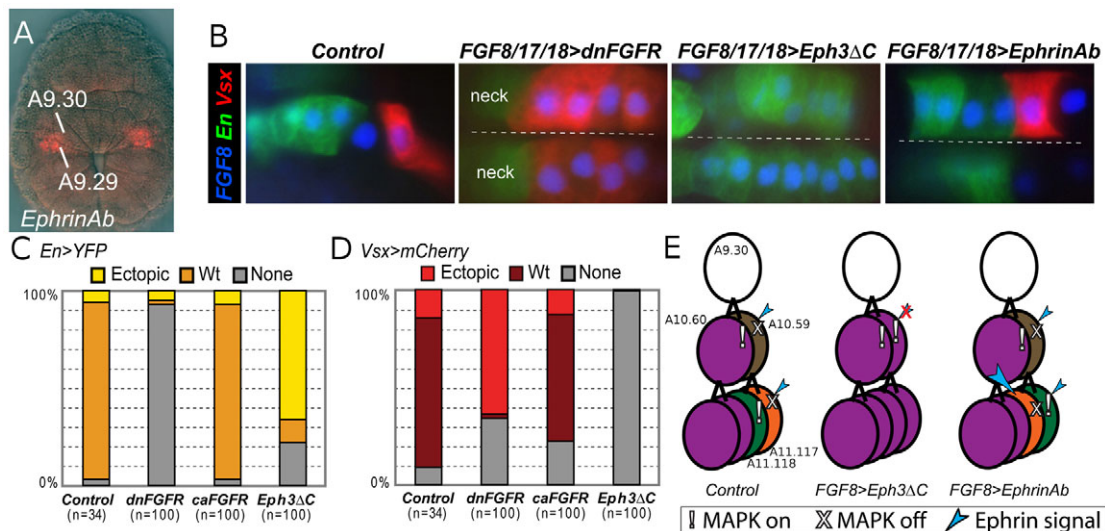 A
A9.30
A9.29
EphrinAb
B
FGF8 En Vsx
Control
FGF8/17/18>dnFGFR
FGF8/17/18>Eph3ΔC
FGF8/17/18>EphrinAb
neck
neck
C En>YFP
Ectopic Wt None
100%
0%
Control
(n=34)
dnFGFR
(n=100)
caFGFR
(n=100)
Eph3ΔC
(n=100)
D Vsx>mCherry
Ectopic Wt None
100%
0%
Control
(n=34)
dnFGFR
(n=100)
caFGFR
(n=100)
Eph3ΔC
(n=100)
E
A9.30
A10.60
A10.59
A11.117
A11.118
Control
FGF8>Eph3ΔC
FGF8>EphrinAb
MAPK on
MAPK off
Ephrin signal